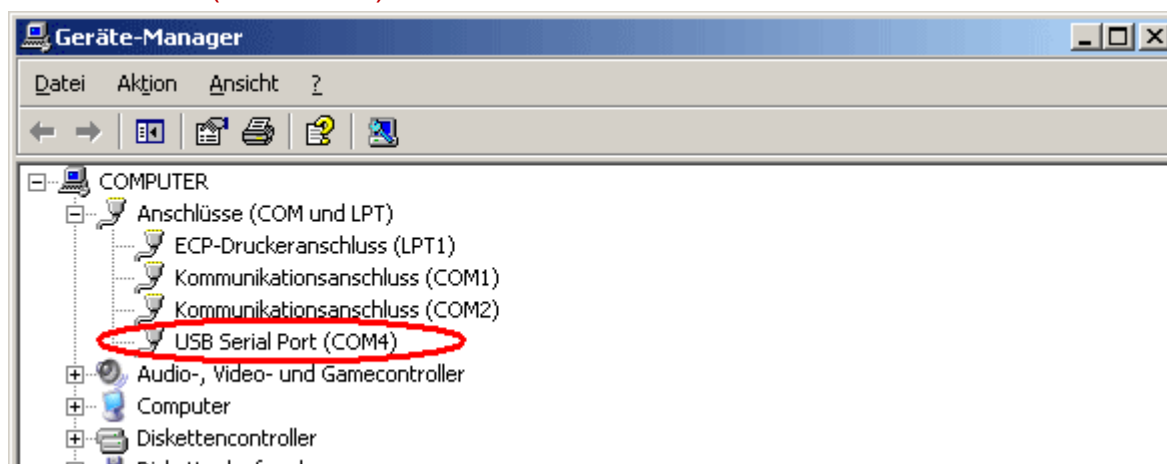 Geräte-Manager
Datei Aktion Ansicht ?
COMPUTER
Anschlüsse (COM und LPT)
ECP-Druckeranschluss (LPT1)
Kommunikationsanschluss (COM1)
Kommunikationsanschluss (COM2)
USB Serial Port (COM4)
Audio-, Video- und Gamecontroller
Computer
Diskettencontroller